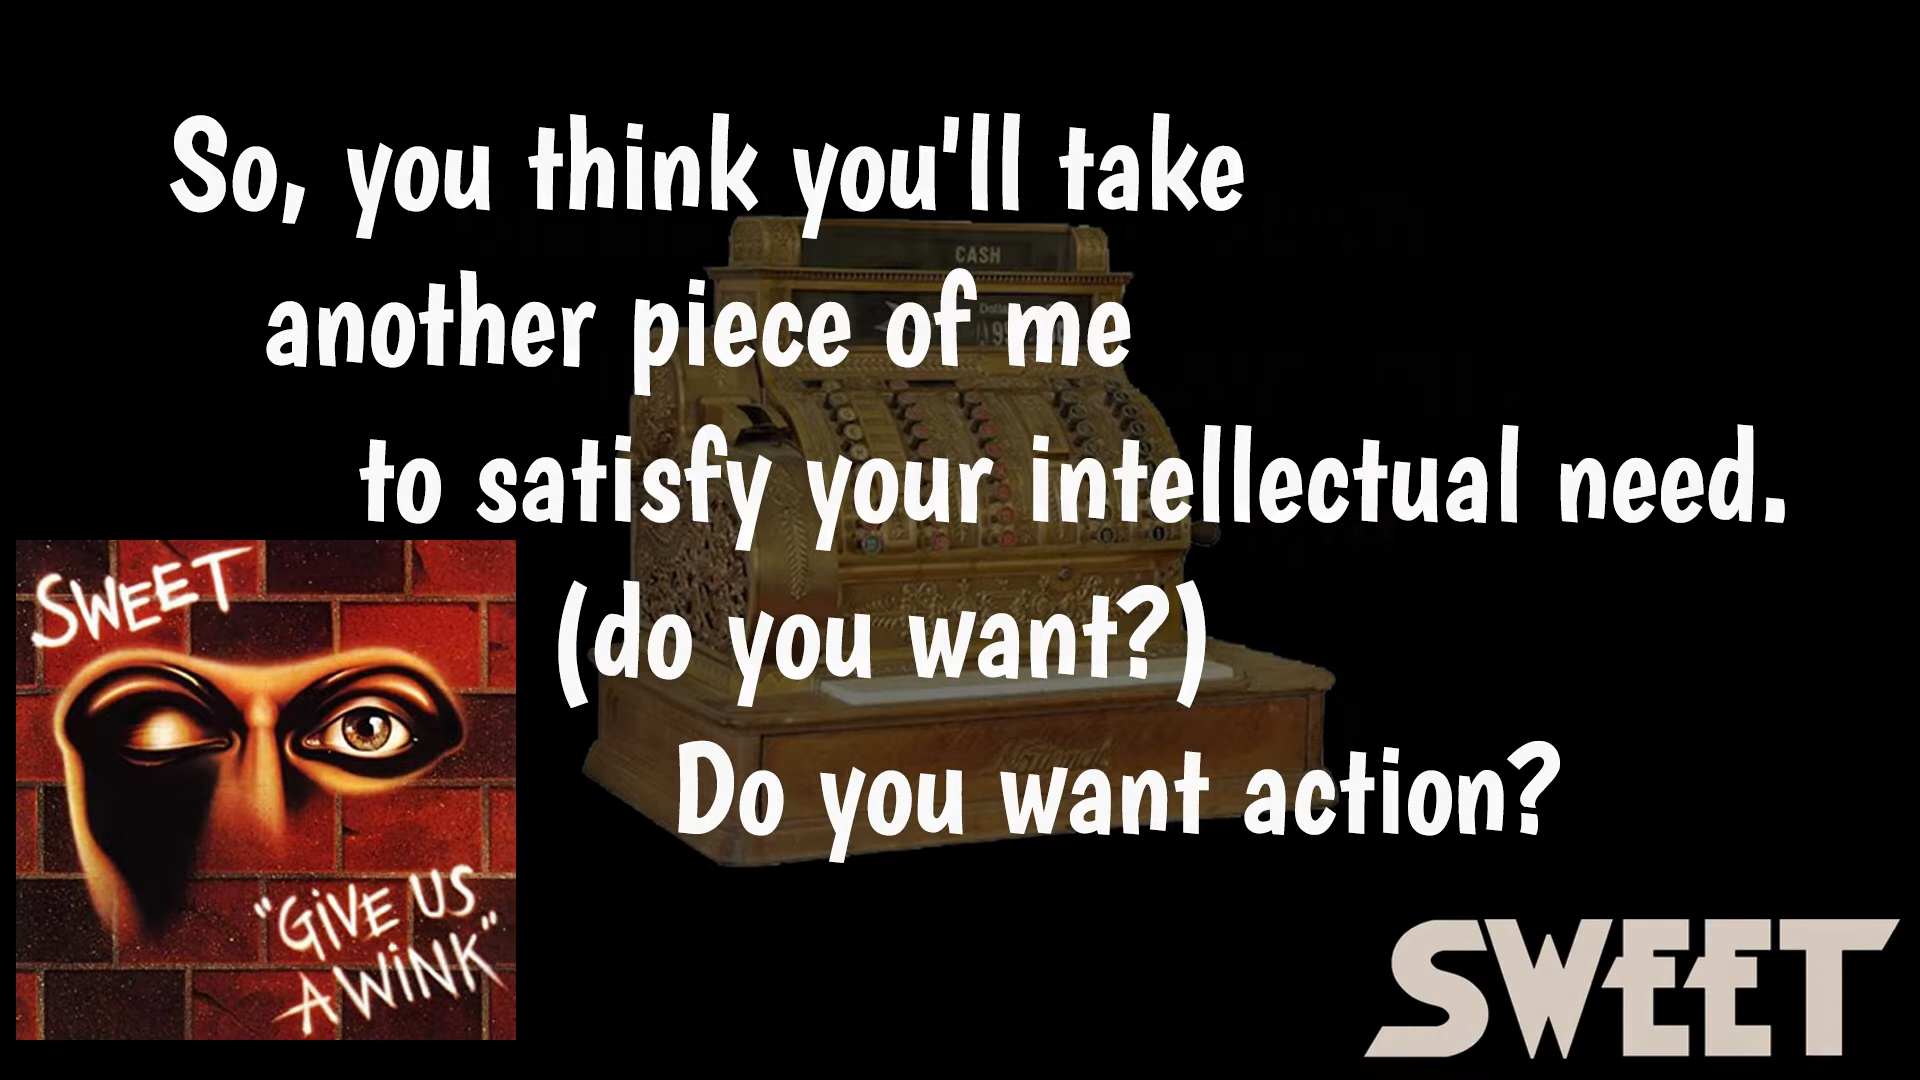 So, you think you'll take
CASH
another piece of me
to satisfy your intellectual need.
(do you want?)
Do you want action?
SWEET
"GiVE US
A WiNK"
SWEET